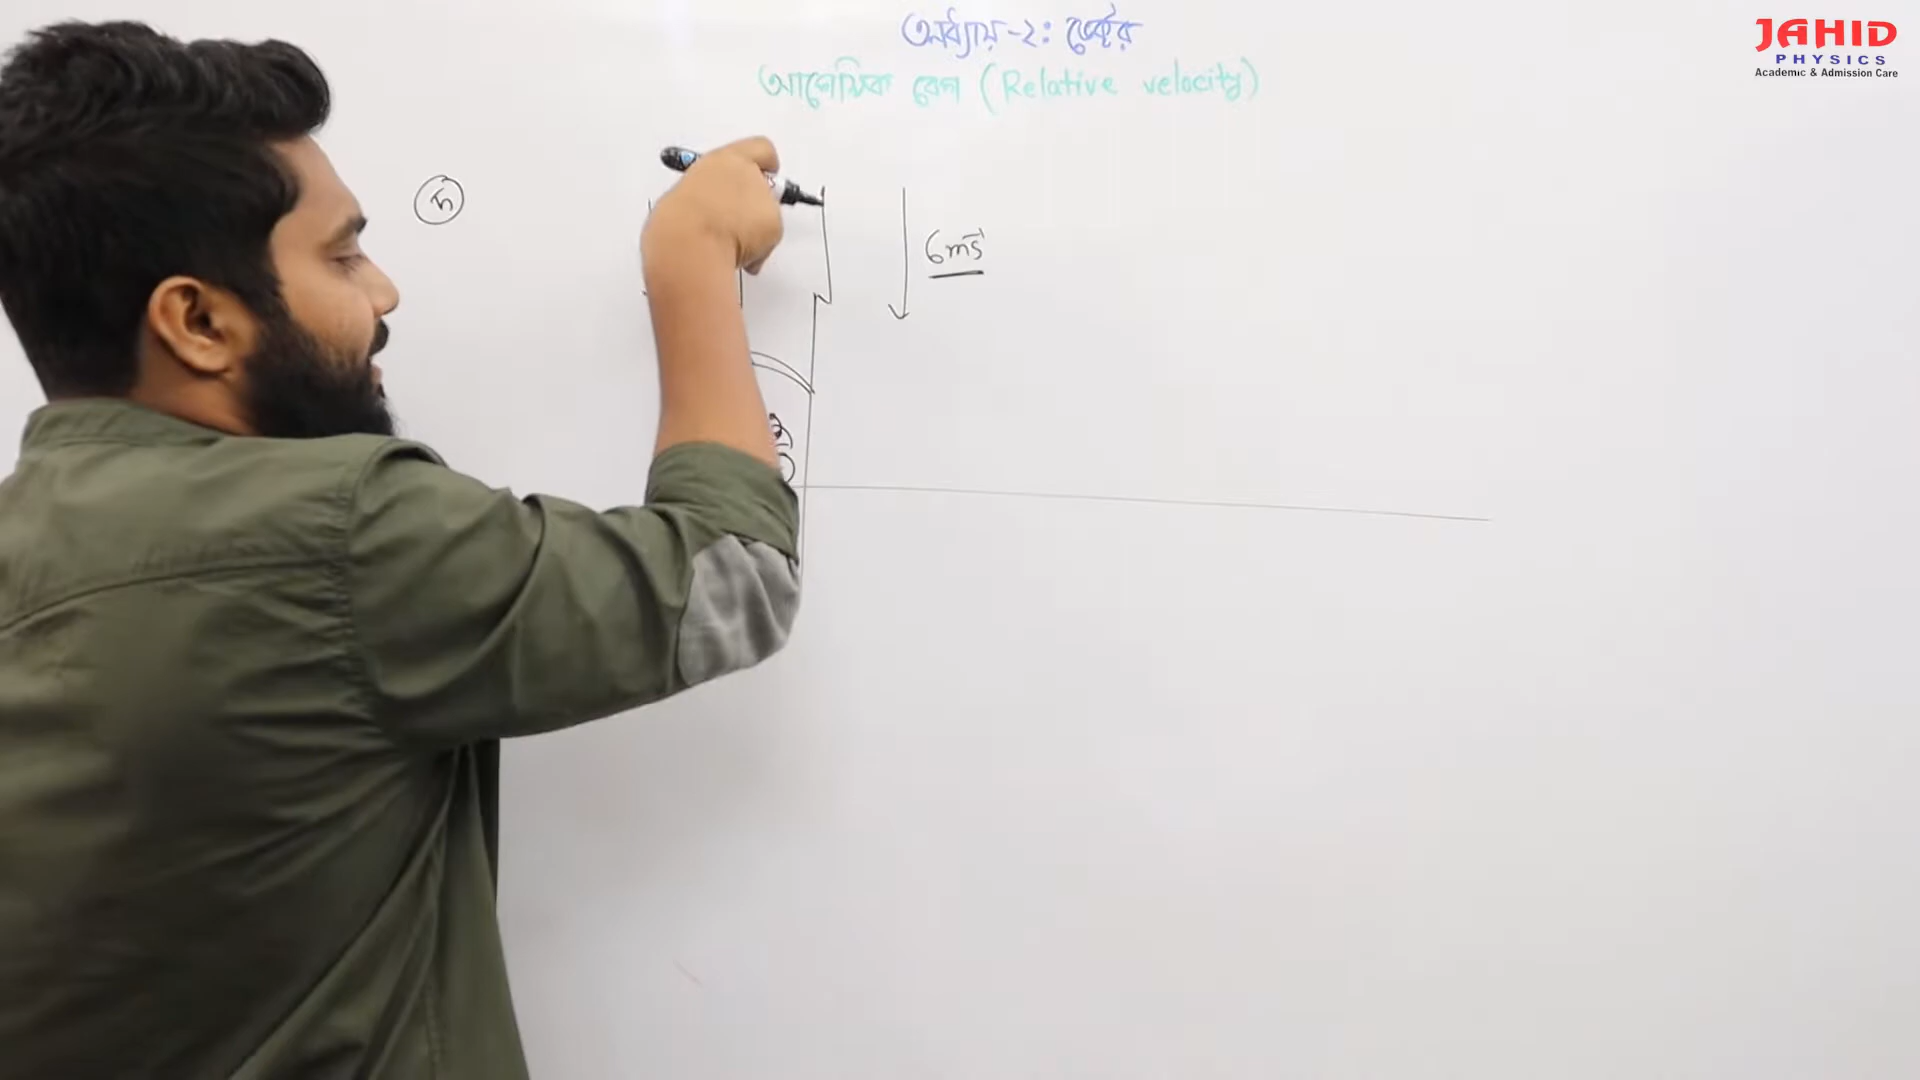 অধ্যায়-২: ভেক্টর
আপেক্ষিক বেগ (Relative velocity)
JAHID
PHYSICS
Academic & Admission Care
6ms⁻¹